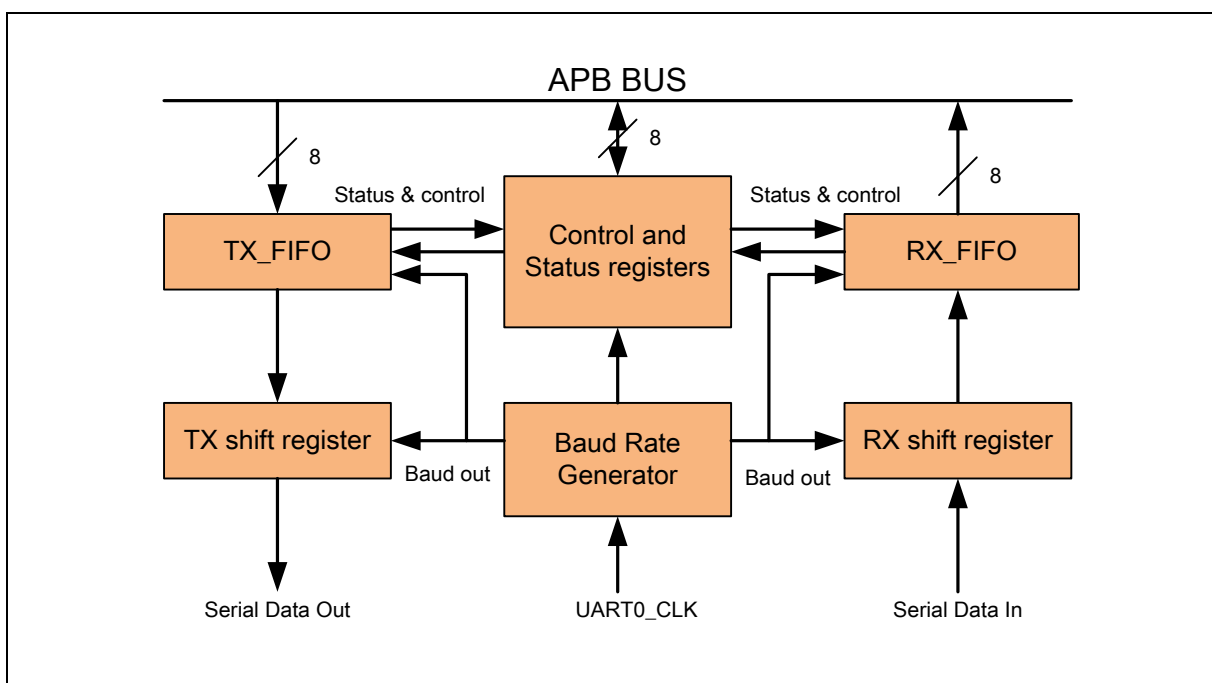 APB BUS
8
8
8
Status & control
Status & control
TX_FIFO
Control and
Status registers
RX_FIFO
TX shift register
Baud Rate
Generator
RX shift register
Baud out
Baud out
Serial Data Out
UART0_CLK
Serial Data In